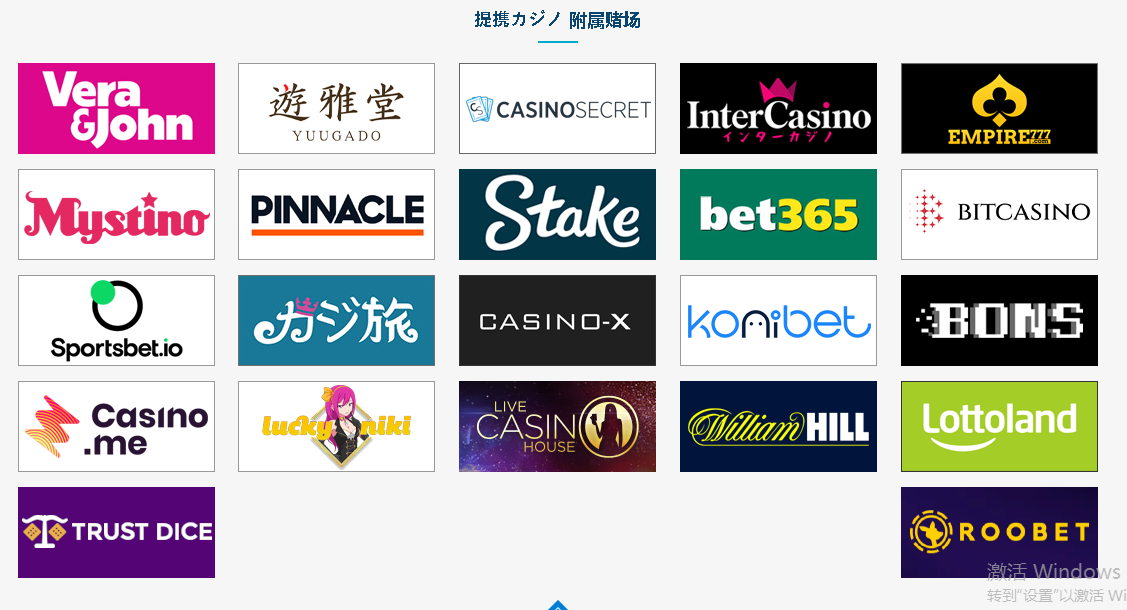 提携カジノ 附属赌场
Vera
&John
遊雅堂
YUUGADO
CS
CASINOSECRET
InterCasino
インターカジノ
EMPIRE777
.com
Mystino
PINNACLE
Stake
bet365
BITCASINO
Sportsbet.io
カジ旅
CASINO-X
konibet
BONS
Casino
.me
lucky niki
LIVE
CASINO
HOUSE
William HILL
Lottoland
TRUST DICE
ROOBET
激活 Windows
转到"设置"以激活 Wi